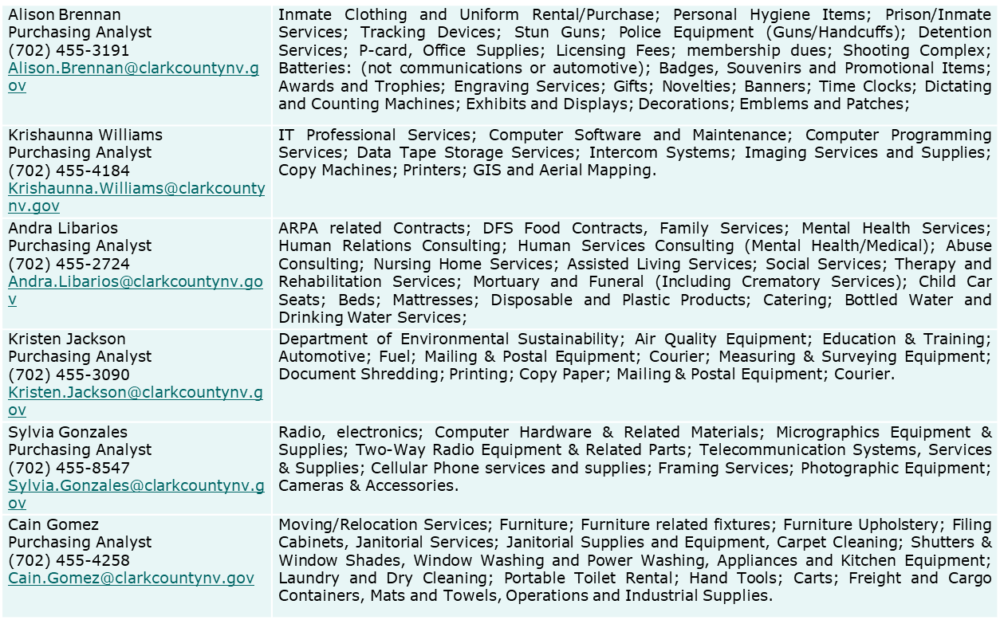 Alison Brennan
Purchasing Analyst
(702) 455-3191
Alison.Brennan@clarkcountynv.g
ov
Inmate Clothing and Uniform Rental/Purchase; Personal Hygiene Items; Prison/Inmate
Services; Tracking Devices; Stun Guns; Police Equipment (Guns/Handcuffs); Detention
Services; P-card, Office Supplies; Licensing Fees; membership dues; Shooting Complex;
Batteries: (not communications or automotive); Badges, Souvenirs and Promotional Items;
Awards and Trophies; Engraving Services; Gifts; Novelties; Banners; Time Clocks; Dictating
and Counting Machines; Exhibits and Displays; Decorations; Emblems and Patches;
Krishaunna Williams
Purchasing Analyst
(702) 455-4184
Krishaunna.Williams@clarkcounty
nv.gov
IT Professional Services; Computer Software and Maintenance; Computer Programming
Services; Data Tape Storage Services; Intercom Systems; Imaging Services and Supplies;
Copy Machines; Printers; GIS and Aerial Mapping.
Andra Libarios
Purchasing Analyst
(702) 455-2724
Andra.Libarios@clarkcountynv.go
v
ARPA related Contracts; DFS Food Contracts, Family Services; Mental Health Services;
Human Relations Consulting; Human Services Consulting (Mental Health/Medical); Abuse
Consulting; Nursing Home Services; Assisted Living Services; Social Services; Therapy and
Rehabilitation Services; Mortuary and Funeral (Including Crematory Services); Child Car
Seats; Beds; Mattresses; Disposable and Plastic Products; Catering; Bottled Water and
Drinking Water Services;
Kristen Jackson
Purchasing Analyst
(702) 455-3090
Kristen.Jackson@clarkcountynv.g
ov
Department of Environmental Sustainability; Air Quality Equipment; Education & Training;
Automotive; Fuel; Mailing & Postal Equipment; Courier; Measuring & Surveying Equipment;
Document Shredding; Printing; Copy Paper; Mailing & Postal Equipment; Courier.
Sylvia Gonzales
Purchasing Analyst
(702) 455-8547
Sylvia.Gonzales@clarkcountynv.g
ov
Radio, electronics; Computer Hardware & Related Materials; Micrographics Equipment &
Supplies; Two-Way Radio Equipment & Related Parts; Telecommunication Systems, Services
& Supplies; Cellular Phone services and supplies; Framing Services; Photographic Equipment;
Cameras & Accessories.
Cain Gomez
Purchasing Analyst
(702) 455-4258
Cain.Gomez@clarkcountynv.gov
Moving/Relocation Services; Furniture; Furniture related fixtures; Furniture Upholstery; Filing
Cabinets, Janitorial Services; Janitorial Supplies and Equipment, Carpet Cleaning; Shutters &
Window Shades, Window Washing and Power Washing, Appliances and Kitchen Equipment;
Laundry and Dry Cleaning; Portable Toilet Rental; Hand Tools; Carts; Freight and Cargo
Containers, Mats and Towels, Operations and Industrial Supplies.